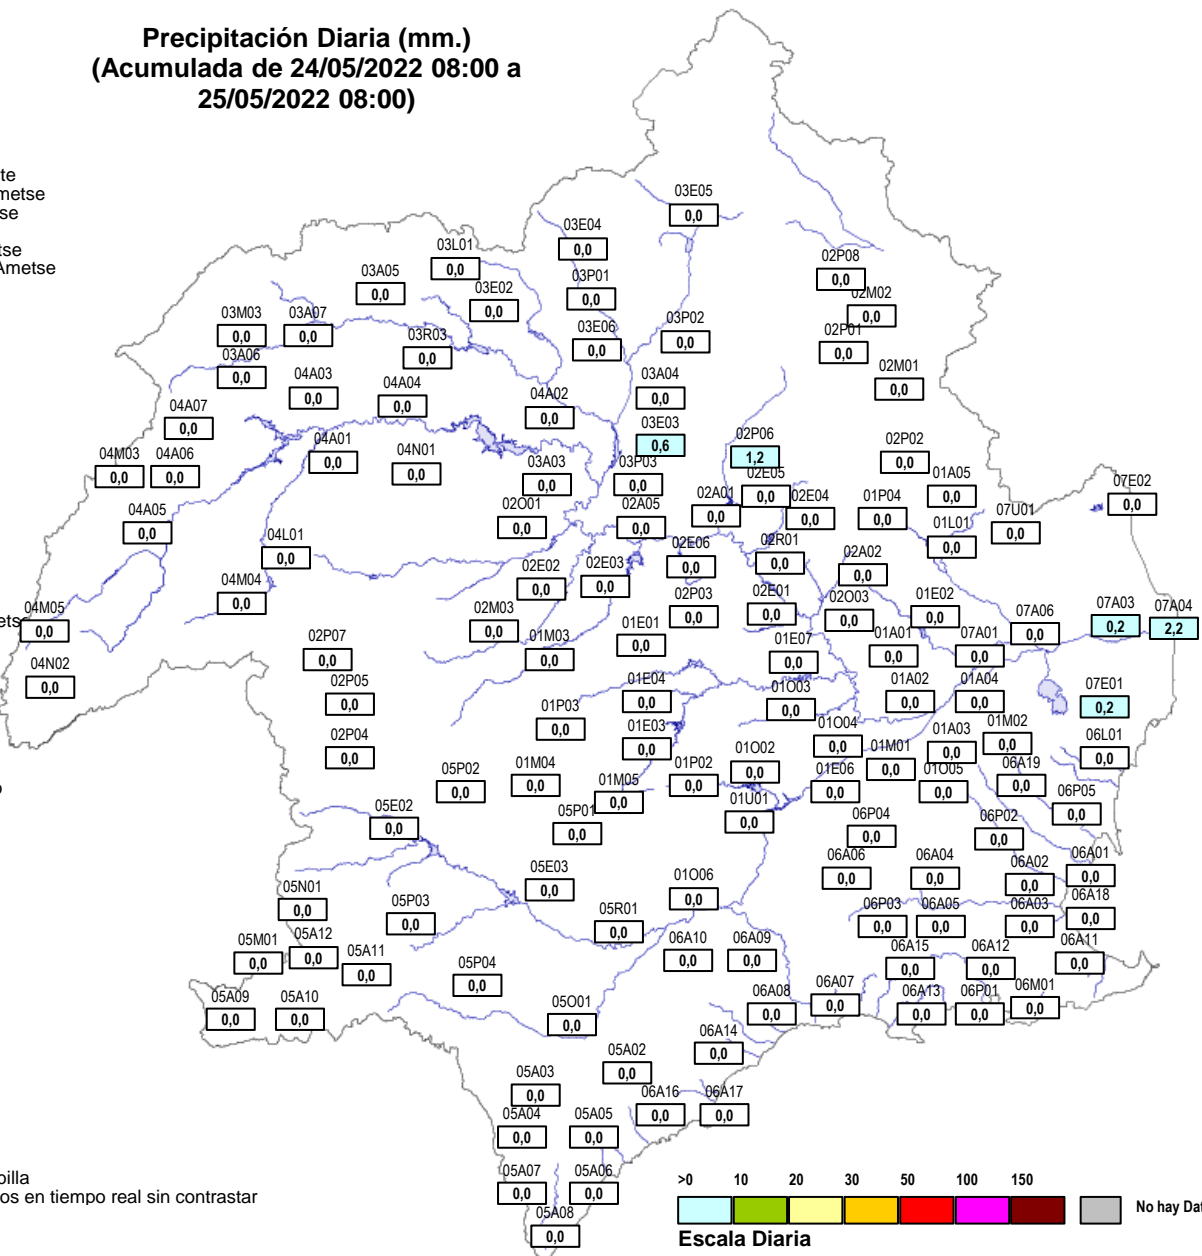 Precipitación Diaria (mm.)
(Acumulada de 24/05/2022 08:00 a
25/05/2022 08:00)
te
metse
se
tse
Ametse
03E05
0,0
03E04
0,0
03L01
0,0
02P08
0,0
03A05
0,0
03P01
0,0
03E02
0,0
02M02
0,0
03M03
0,0
03A07
0,0
03P02
0,0
03E06
0,0
02P01
0,0
03R03
0,0
03A06
0,0
02M01
0,0
04A03
0,0
04A04
0,0
03A04
0,0
04A02
0,0
04A07
0,0
03E03
0,6
02P06
1,2
04A01
0,0
02P02
0,0
04N01
0,0
04M03
0,0
04A06
0,0
03A03
0,0
03P03
0,0
02E05
0,0
01A05
0,0
07E02
0,0
02A01
0,0
02E04
0,0
01P04
0,0
02O01
0,0
02A05
0,0
04A05
0,0
07U01
0,0
01L01
0,0
04L01
0,0
02E06
0,0
02R01
0,0
02A02
0,0
02E02
0,0
02E03
0,0
04M04
0,0
02P03
0,0
02E01
0,0
02O03
0,0
01E02
0,0
etse
04M05
0,0
02M03
0,0
07A06
0,0
07A03
0,2
07A04
2,2
01E01
0,0
02P07
0,0
01M03
0,0
01E07
0,0
01A01
0,0
07A01
0,0
04N02
0,0
02P05
0,0
01E04
0,0
01O03
0,0
01A02
0,0
01A04
0,0
07E01
0,2
01P03
0,0
01E03
0,0
01O04
0,0
01A03
0,0
01M02
0,0
06L01
0,0
02P04
0,0
01O02
0,0
01M01
0,0
05P02
0,0
01M04
0,0
01M05
0,0
01P02
0,0
01E06
0,0
01O05
0,0
06A19
0,0
06P05
0,0
05E02
0,0
05P01
0,0
01U01
0,0
06P04
0,0
06P02
0,0
05E03
0,0
01O06
0,0
06A06
0,0
06A04
0,0
06A02
0,0
06A01
0,0
05N01
0,0
05P03
0,0
05R01
0,0
06P03
0,0
06A05
0,0
06A03
0,0
06A18
0,0
05M01
0,0
05A12
0,0
05A11
0,0
06A10
0,0
06A09
0,0
06A15
0,0
06A12
0,0
06A11
0,0
05P04
0,0
05A09
0,0
05A10
0,0
05O01
0,0
06A08
0,0
06A07
0,0
06A13
0,0
06P01
0,0
06M01
0,0
06A14
0,0
05A02
0,0
05A03
0,0
06A16
0,0
06A17
0,0
05A04
0,0
05A05
0,0
05A07
0,0
05A06
0,0
05A08
0,0
pilla
os en tiempo real sin contrastar
>0 10 20 30 50 100 150
No hay Dat
Escala Diaria